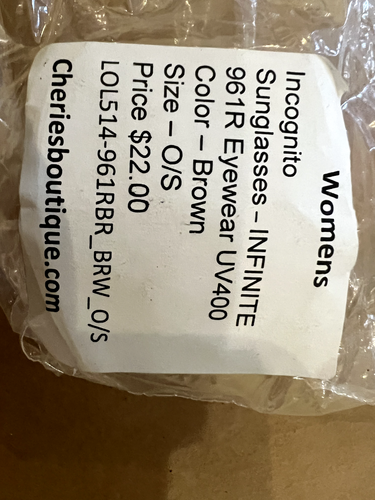 Womens
Incognito
Sunglasses – INFINITE
961R Eyewear UV400
Color – Brown
Size – O/S
Price $22.00
LOL514-961RBR_BRW_O/S
Cheriesboutique.com